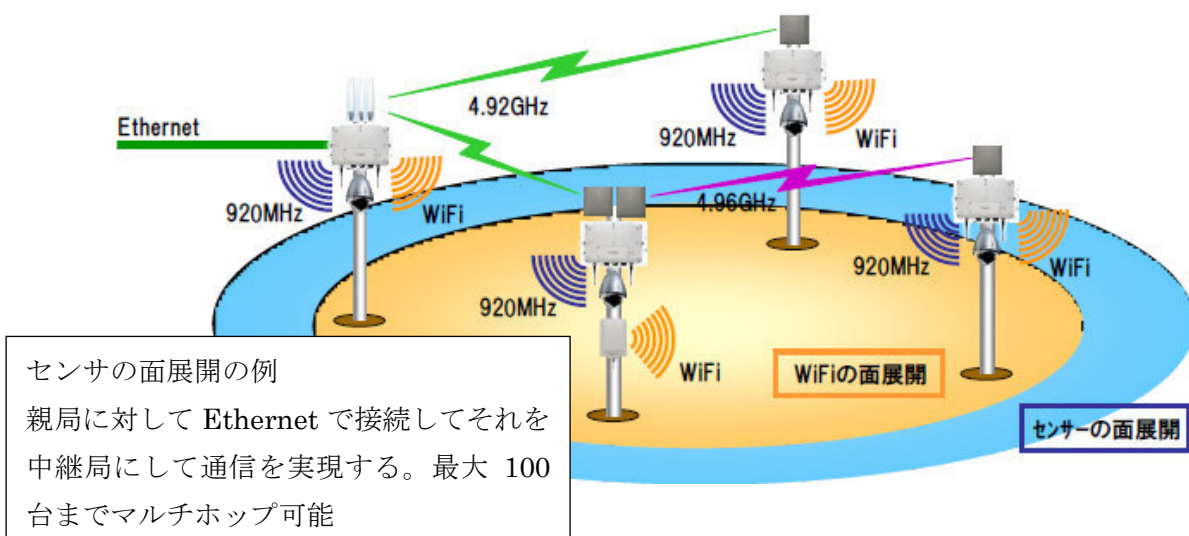 4.92GHz
Ethernet
920MHz
WiFi
920MHz
WiFi
4.96GHz
920MHz
WiFi
920MHz
WiFi
WiFiの面展開
センサーの面展開
センサの面展開の例
親局に対して Ethernet で接続してそれを
中継局にして通信を実現する。最大 100
台までマルチホップ可能